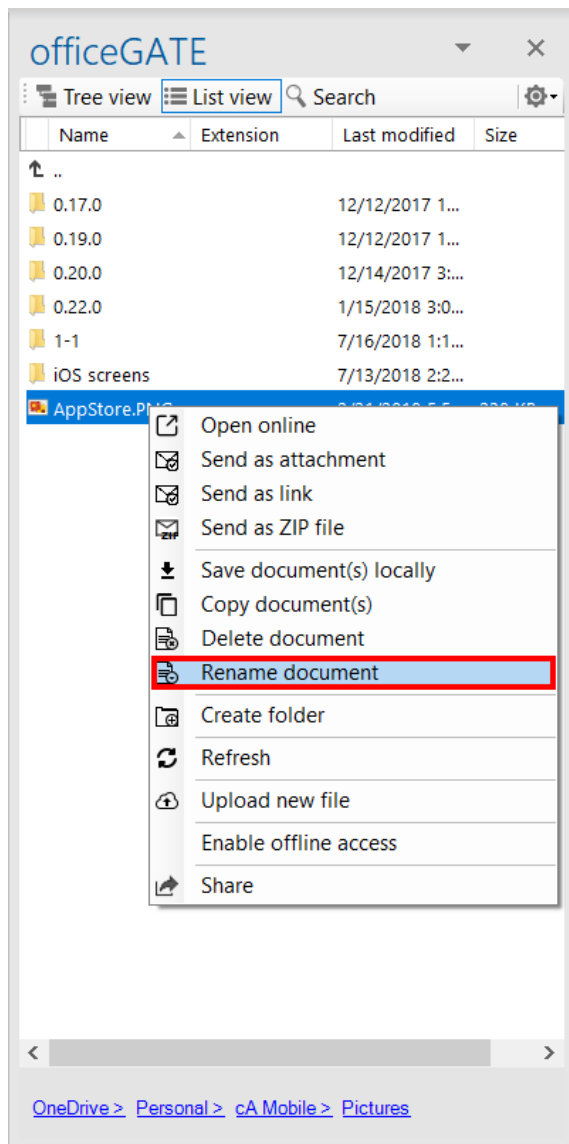 officeGATE
Tree view List view Search
Name Extension Last modified Size
..
0.17.0 12/12/2017 1...
0.19.0 12/12/2017 1...
0.20.0 12/14/2017 3:...
0.22.0 1/15/2018 3:0...
1-1 7/16/2018 1:1...
iOS screens 7/13/2018 2:2...
AppStore.PNG
Open online
Send as attachment
Send as link
ZIP Send as ZIP file
Save document(s) locally
Copy document(s)
Delete document
Rename document
Create folder
Refresh
Upload new file
Enable offline access
Share
OneDrive > Personal > cA Mobile > Pictures